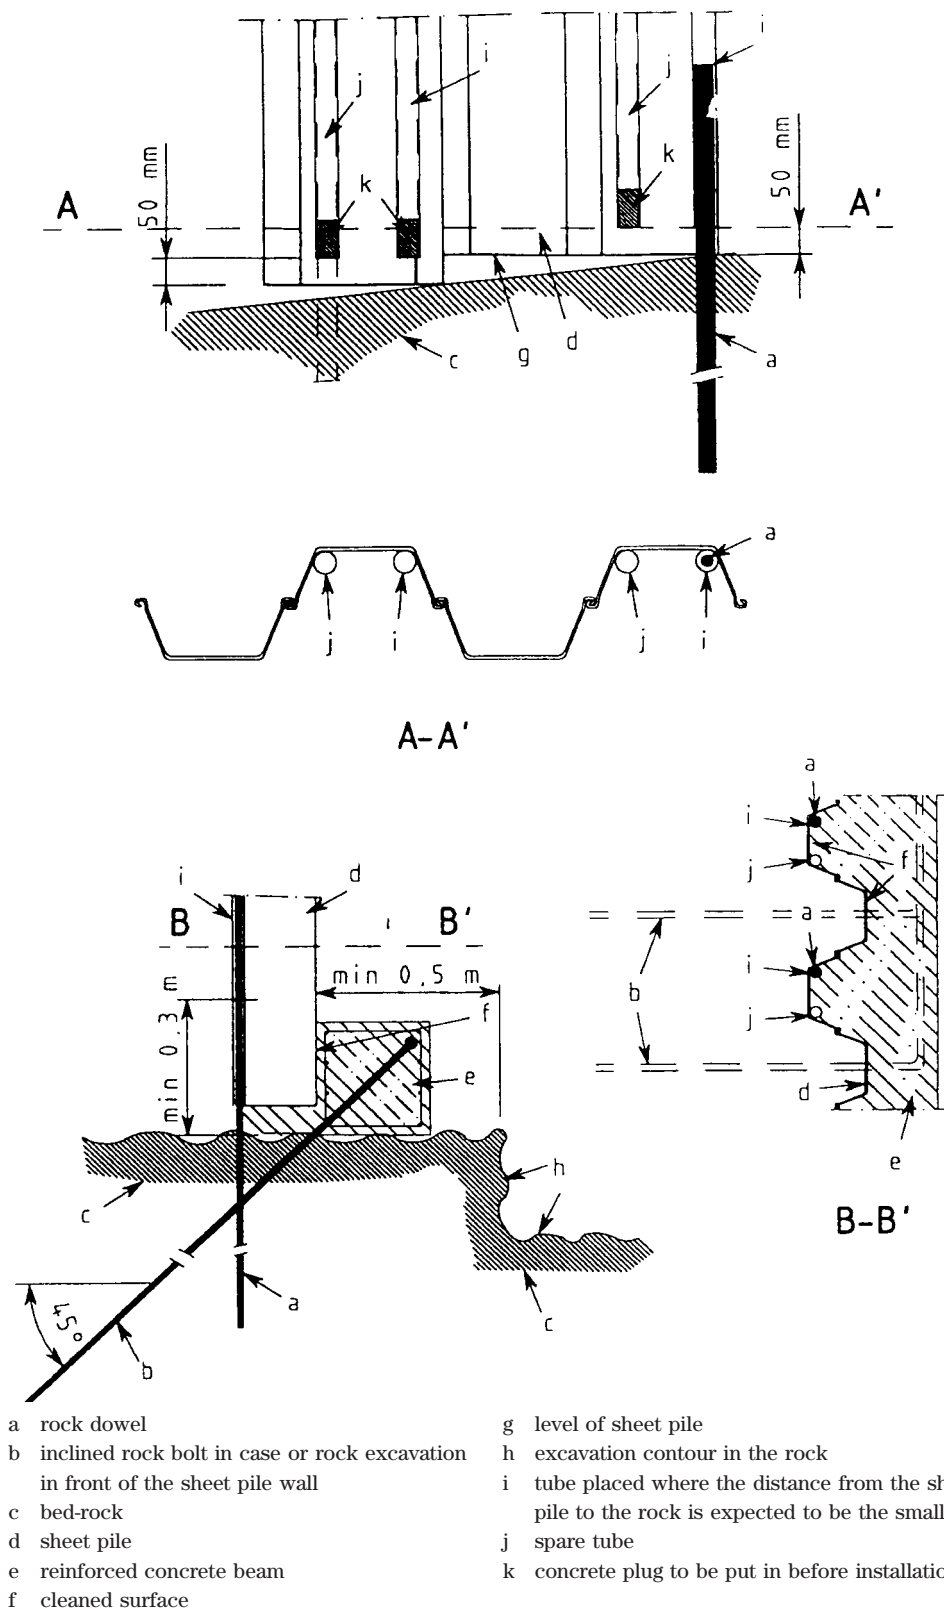 i
j
i
j
k
k
50 mm
50 mm
A
A'
c
g
d
a
a
j
i
j
i
A-A'
a
i
j
f
a
i
b
j
d
e
B-B'
i
d
B
B'
min 0,5 m
min 0,3 m
f
e
h
c
a
c
45°
b
a rock dowel
b inclined rock bolt in case or rock excavation
in front of the sheet pile wall
c bed-rock
d sheet pile
e reinforced concrete beam
f cleaned surface
g level of sheet pile
h excavation contour in the rock
i tube placed where the distance from the
pile to the rock is expected to be the
j spare tube
k concrete plug to be put in before